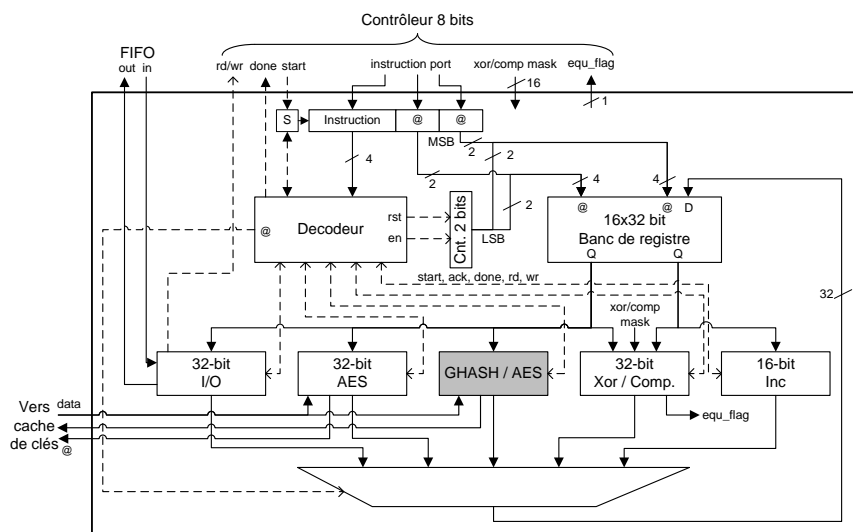 Contrôleur 8 bits
FIFO
out in
rd/wr done start
instruction port
xor/comp mask
equ_flag
16
1
S
Instruction
@
@
MSB
4
2
2
2
2
4
4
@
Decodeur
rst
en
Cnt. 2 bits
LSB
@
@ D
16x32 bit
Banc de registre
Q
Q
start, ack, done, rd, wr
xor/comp
mask
32
32-bit
I/O
32-bit
AES
GHASH / AES
32-bit
Xor / Comp.
16-bit
Inc
Vers data
cache
de clés @
equ_flag